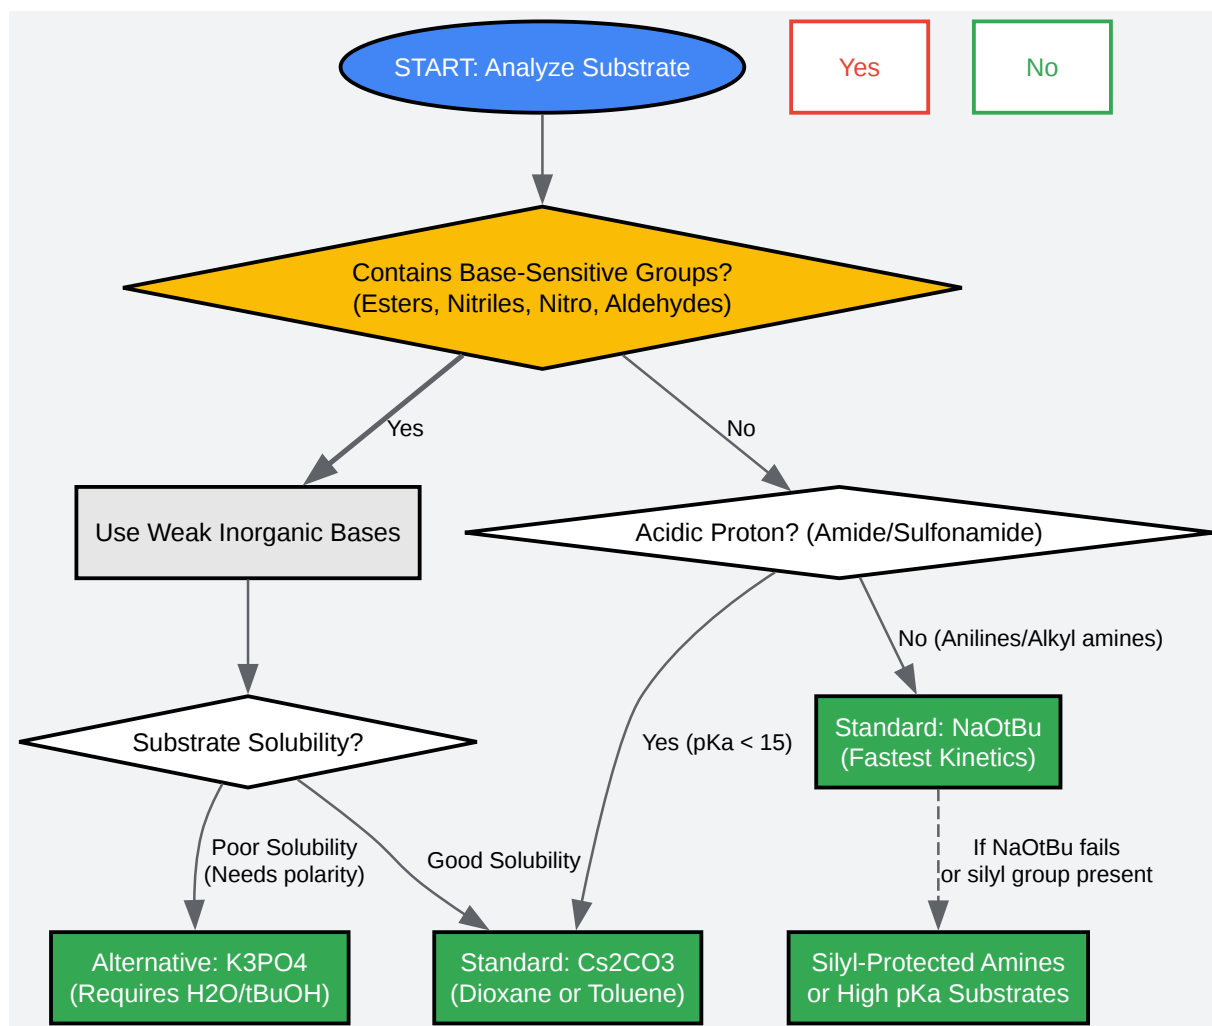 START: Analyze Substrate
Yes
No
Contains Base-Sensitive Groups?
(Esters, Nitriles, Nitro, Aldehydes)
Yes
No
Use Weak Inorganic Bases
Acidic Proton? (Amide/Sulfonamide)
No (Anilines/Alkyl amines)
Substrate Solubility?
Yes (pKa < 15)
Standard: NaOtBu
(Fastest Kinetics)
Poor Solubility
(Needs polarity)
Good Solubility
If NaOtBu fails
or silyl group present
Alternative: K3PO4
(Requires H2O/tBuOH)
Standard: Cs2CO3
(Dioxane or Toluene)
Silyl-Protected Amines
or High pKa Substrates